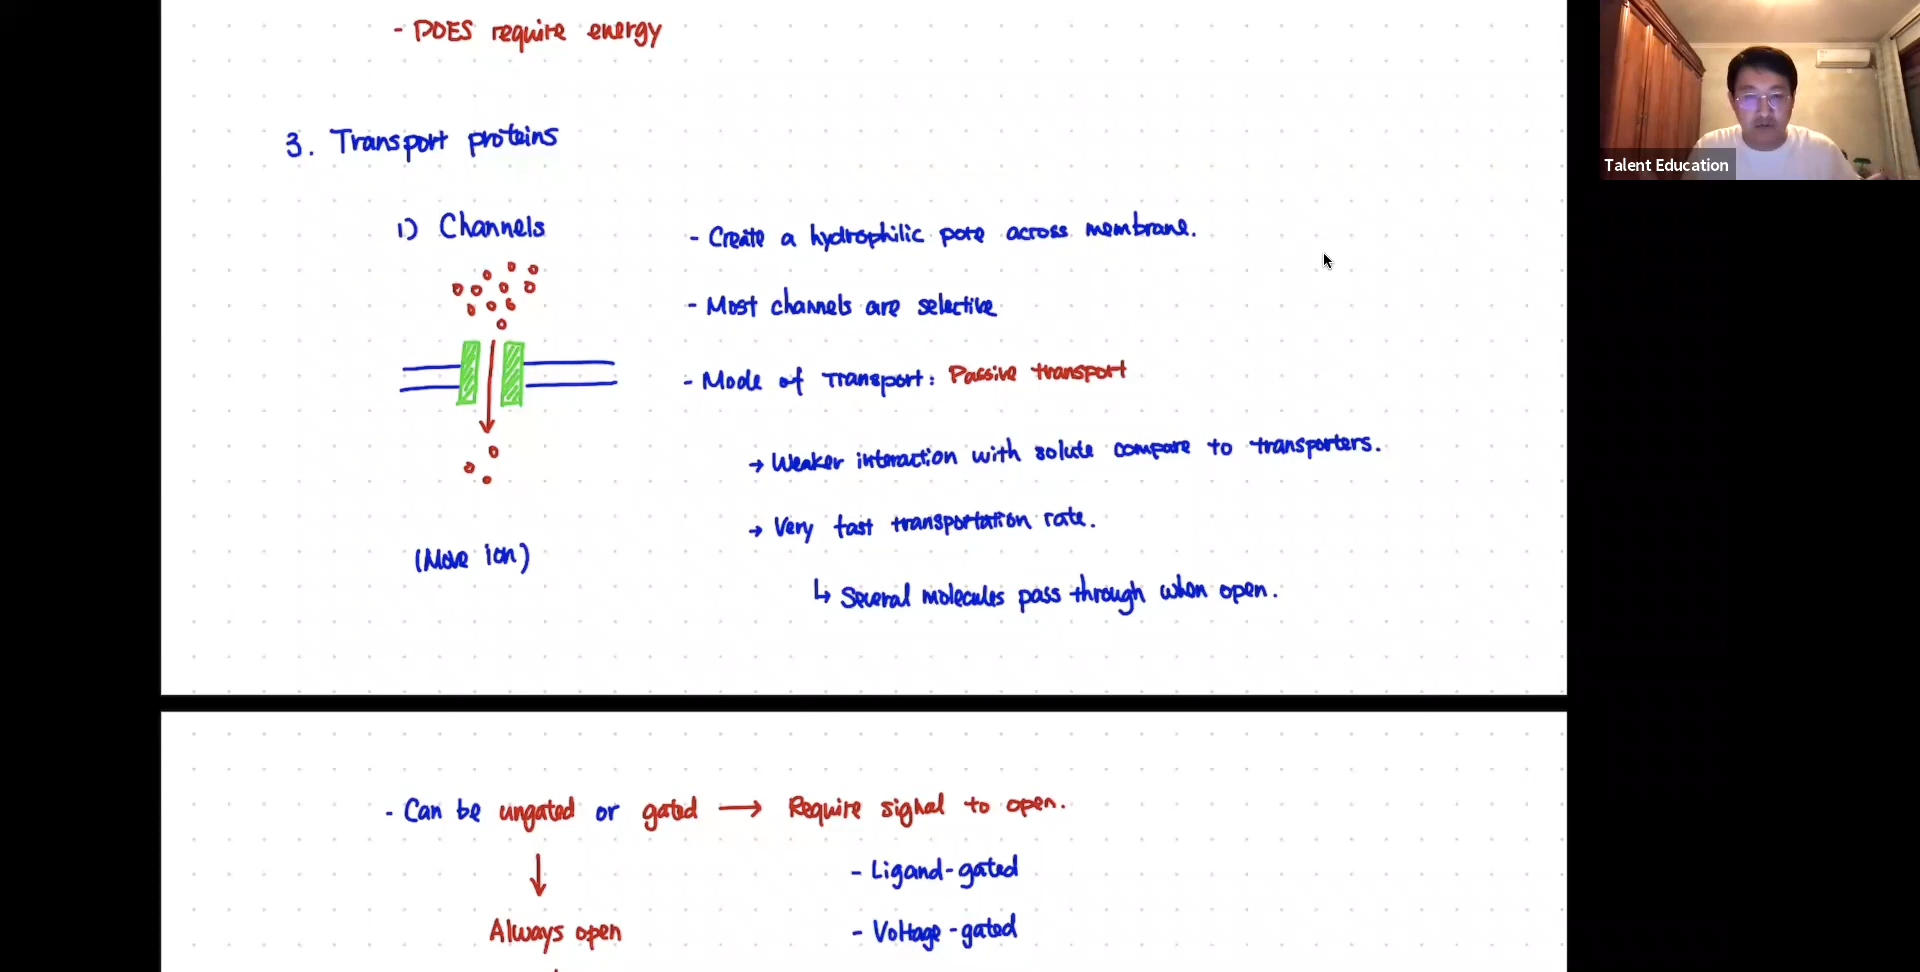 - DOES require energy
Talent Education
3. Transport proteins
1) Channels
- Create a hydrophilic pore across membrane.
- Most channels are selective
- Mode of transport: Passive transport
→ Weaker interaction with solute compare to transporters.
→ Very fast transportation rate.
↳ Several molecules pass through when open.
(Move ion)
- Can be ungated or gated → Require signal to open.
↓
- Ligand-gated
Always open
- Voltage-gated